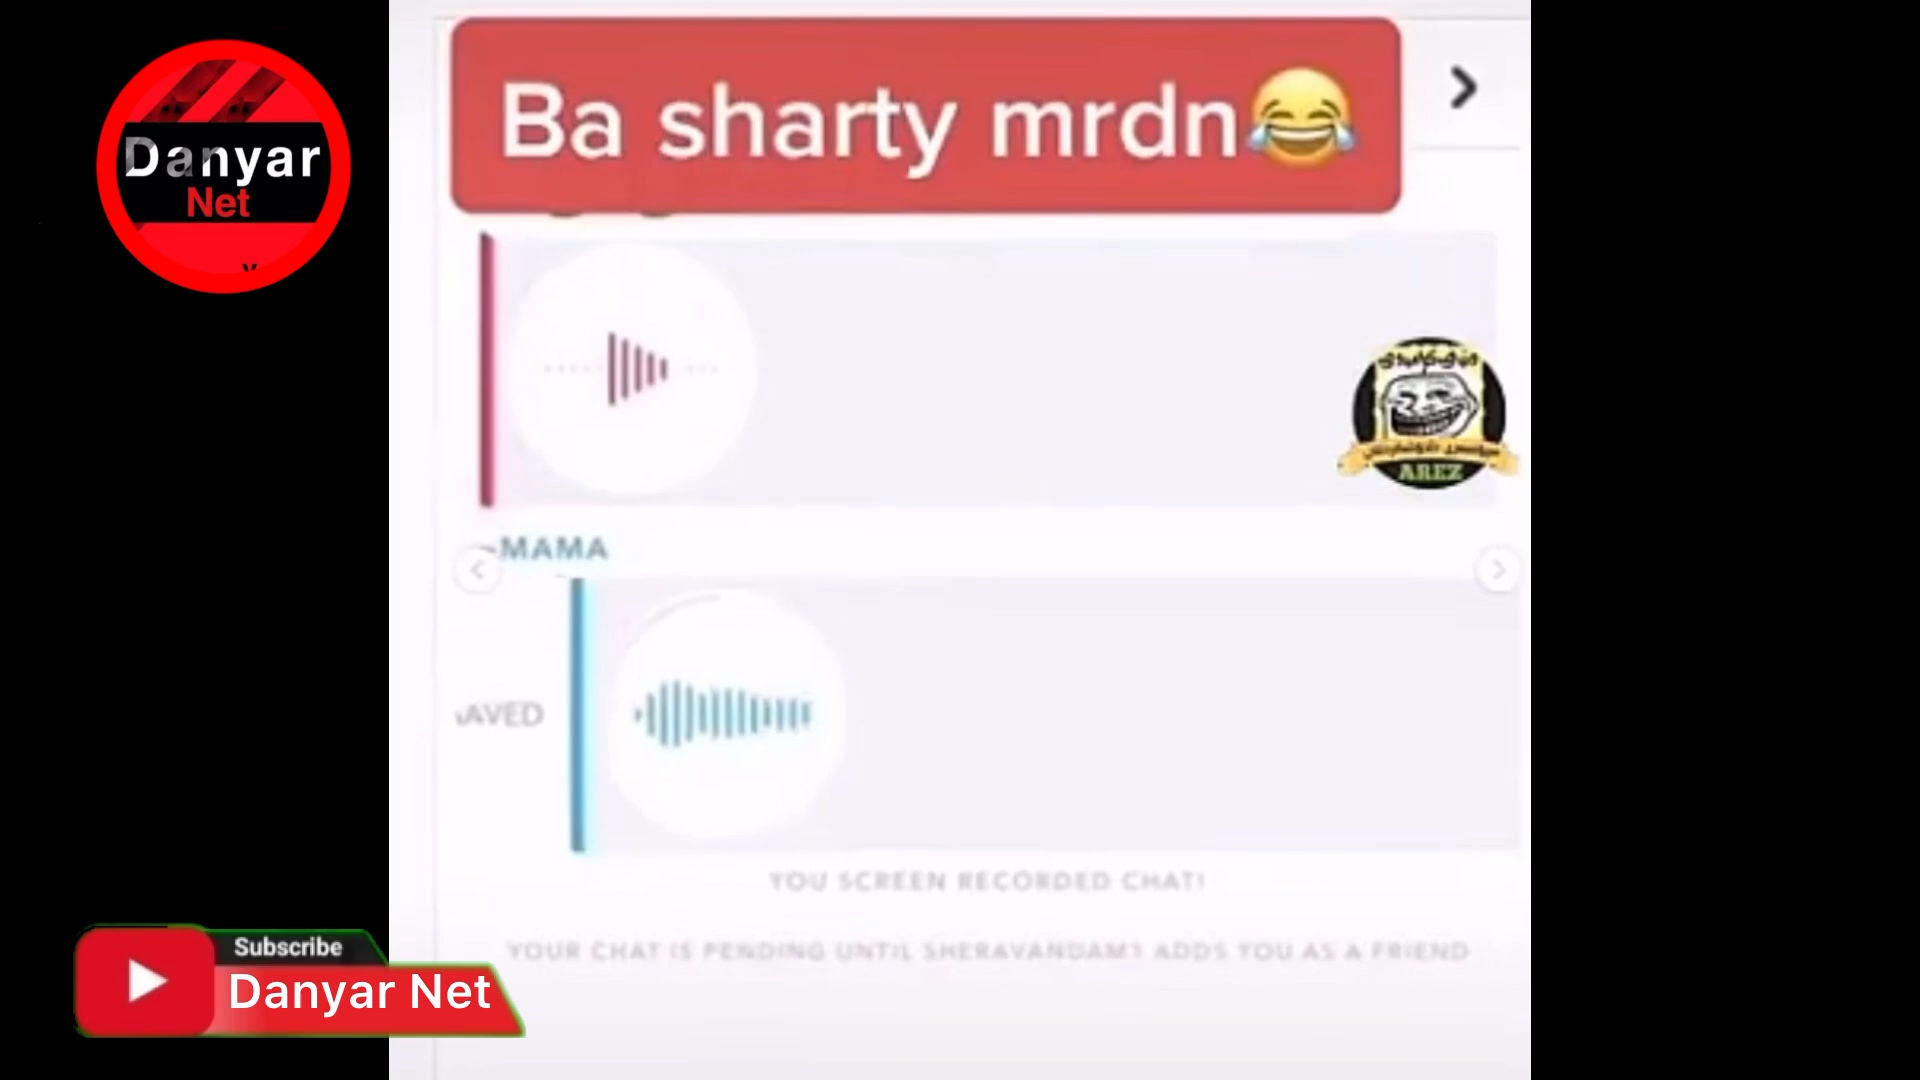 Ba sharty mrdn😂
Danyar
Net
AREZ
MAMA
AVED
YOU SCREEN RECORDED CHAT!
YOUR CHAT IS PENDING UNTIL SHERAVANDAM1 ADDS YOU AS A FRIEND
Subscribe
Danyar Net